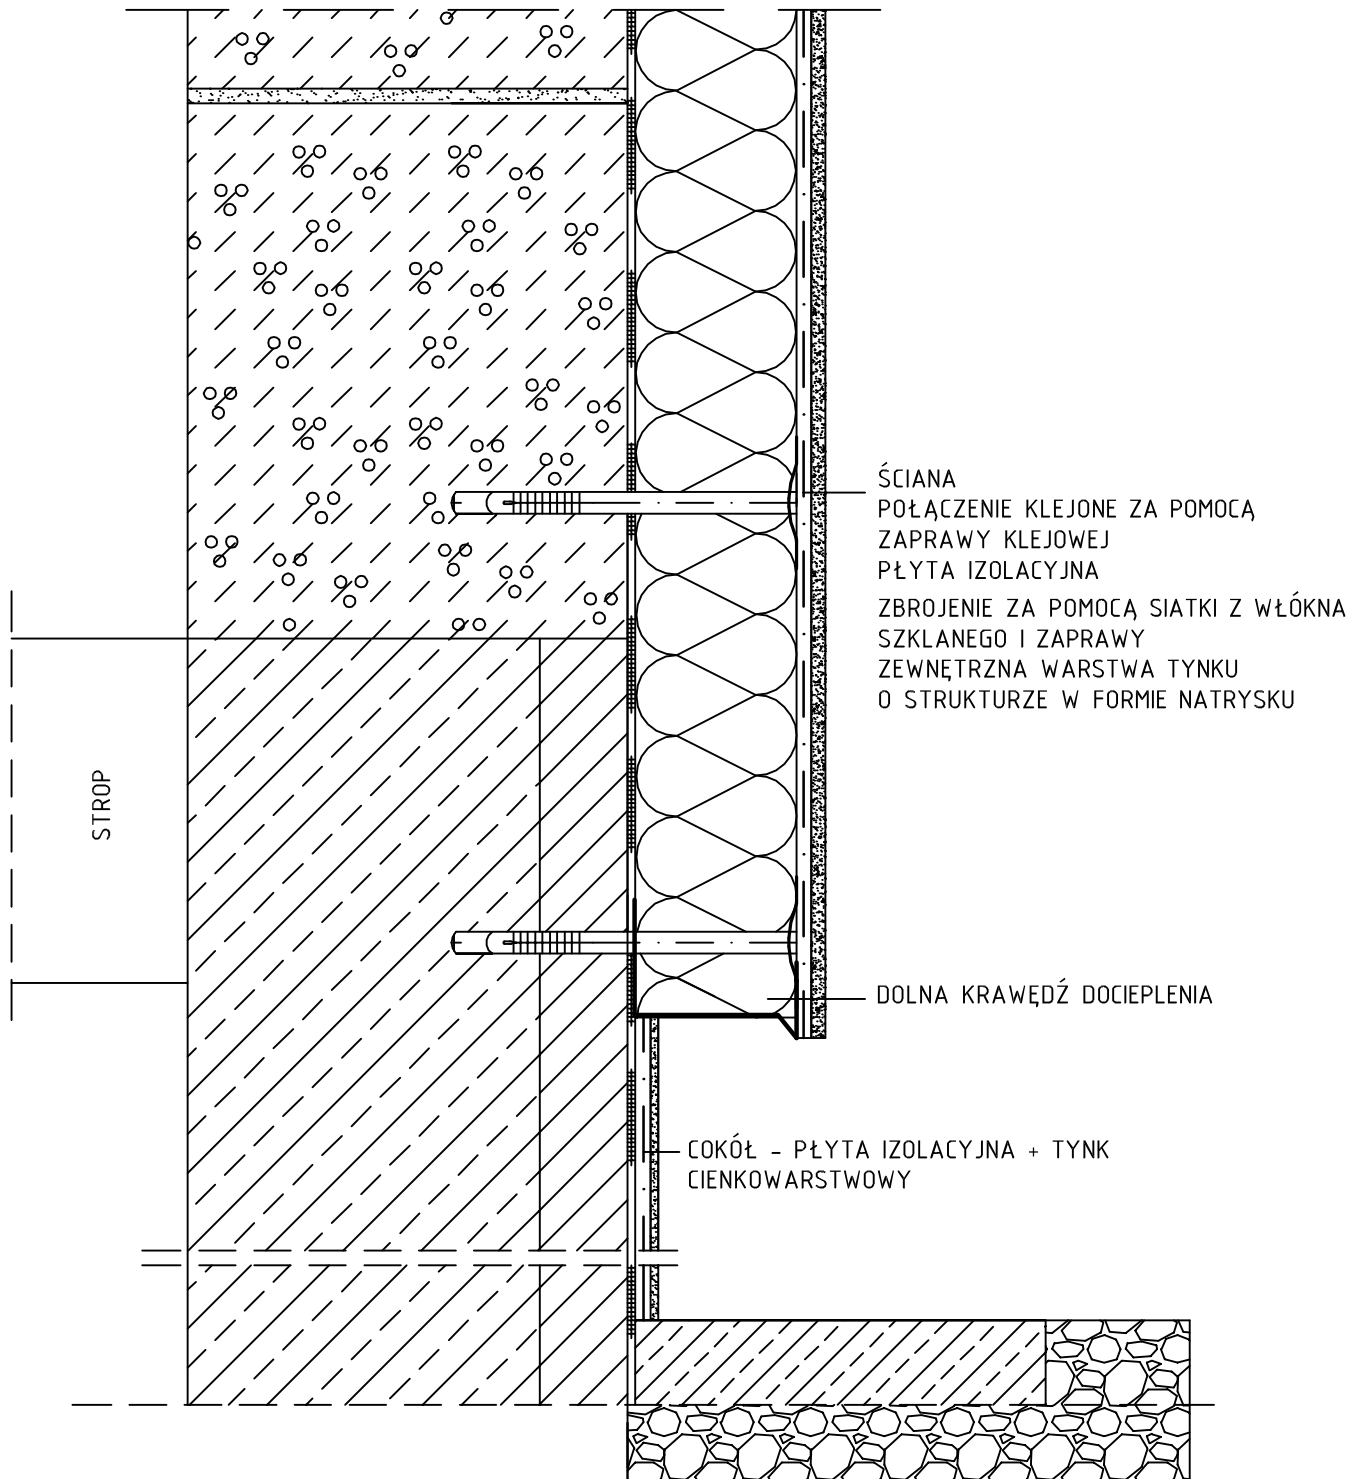 ŚCIANA
POŁĄCZENIE KLEJONE ZA POMOCĄ
ZAPRAWY KLEJOWEJ
PŁYTA IZOLACYJNA
ZBROJENIE ZA POMOCĄ SIATKI Z WŁÓKNA
SZKLANEGO I ZAPRAWY
ZEWNĘTRZNA WARSTWA TYNKU
O STRUKTURZE W FORMIE NATRYSKU
STROP
DOLNA KRAWĘDŹ DOCIEPLENIA
COKÓŁ - PŁYTA IZOLACYJNA + TYNK
CIENKOWARSTWOWY